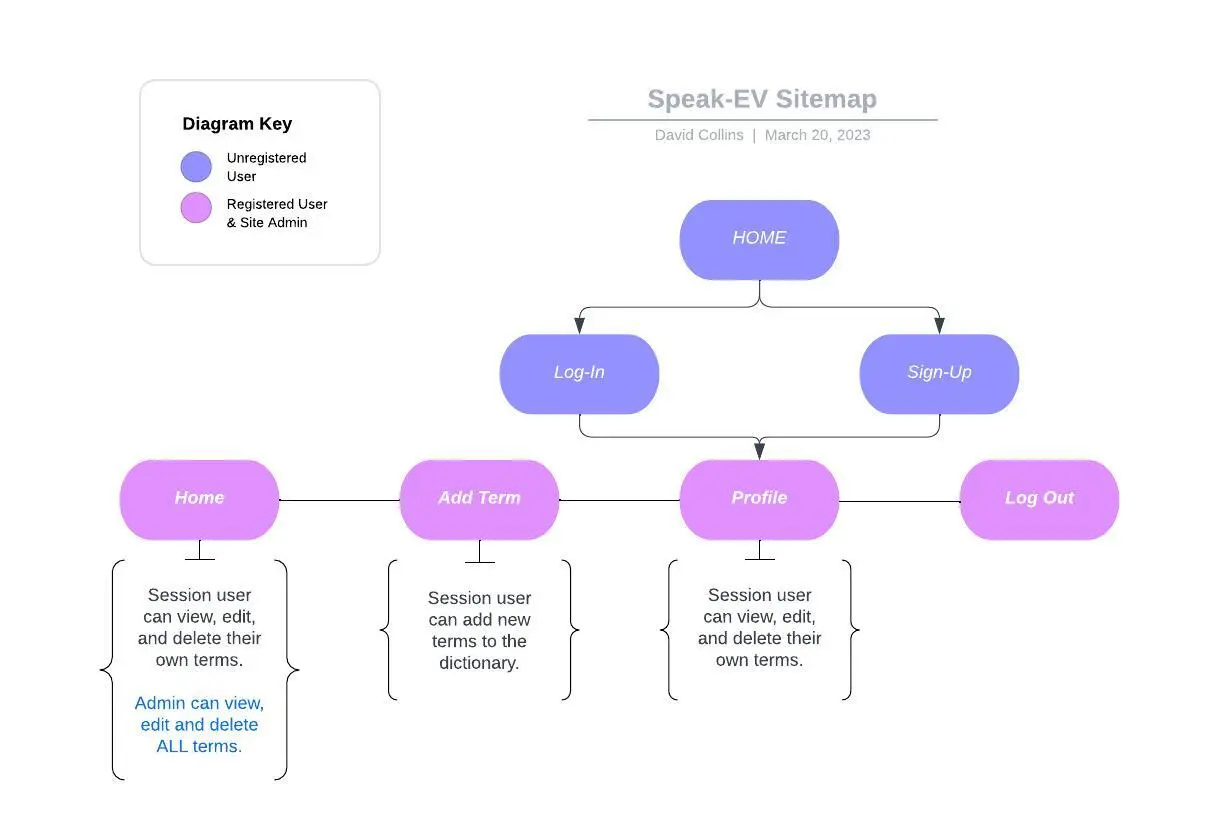 Speak-EV Sitemap
David Collins | March 20, 2023
Diagram Key
Unregistered
User
Registered User
& Site Admin
HOME
Log-In
Sign-Up
Home
Add Term
Profile
Log Out
Session user
can view, edit,
and delete their
own terms.
Admin can view,
edit and delete
ALL terms.
Session user
can add new
terms to the
dictionary.
Session user
can view, edit,
and delete their
own terms.